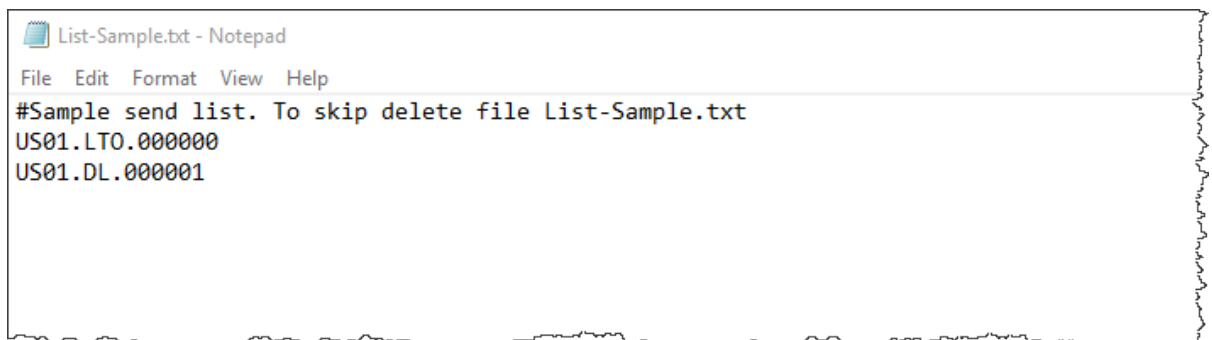 List-Sample.txt - Notepad
File Edit Format View Help
#Sample send list. To skip delete file List-Sample.txt
US01.LTO.000000
US01.DL.000001